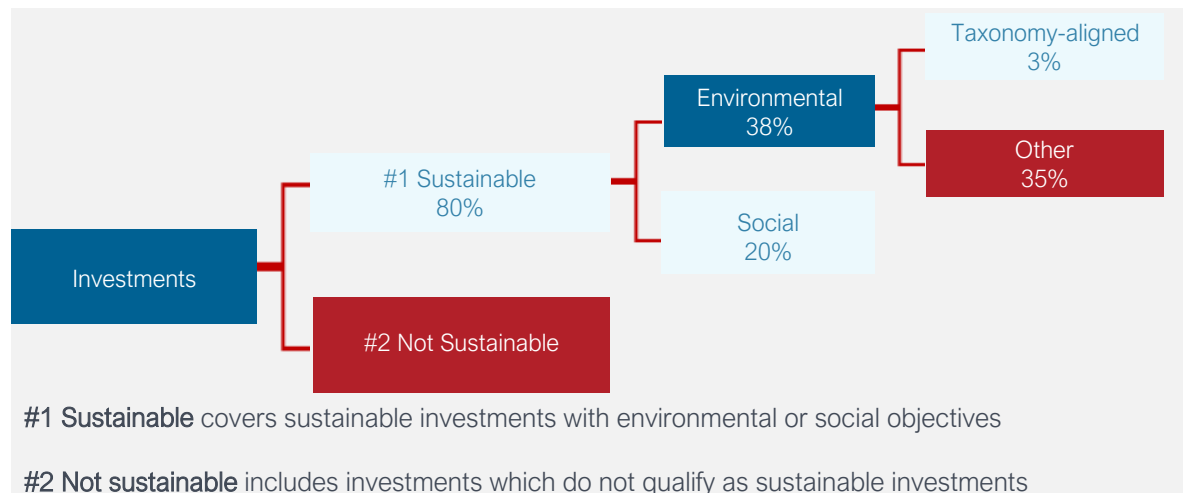 Taxonomy-aligned
3%
Environmental
38%
Other
35%
#1 Sustainable
80%
Social
20%
Investments
#2 Not Sustainable
#1 Sustainable covers sustainable investments with environmental or social objectives
#2 Not sustainable includes investments which do not qualify as sustainable investments